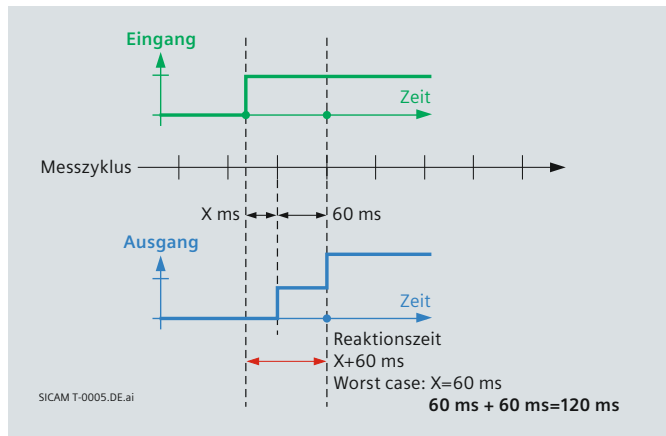 Eingang
Zeit
Messzyklus
X ms
60 ms
Ausgang
Zeit
Reaktionszeit
X+60 ms
Worst case: X=60 ms
60 ms + 60 ms=120 ms
SICAM T-0005.DE.ai